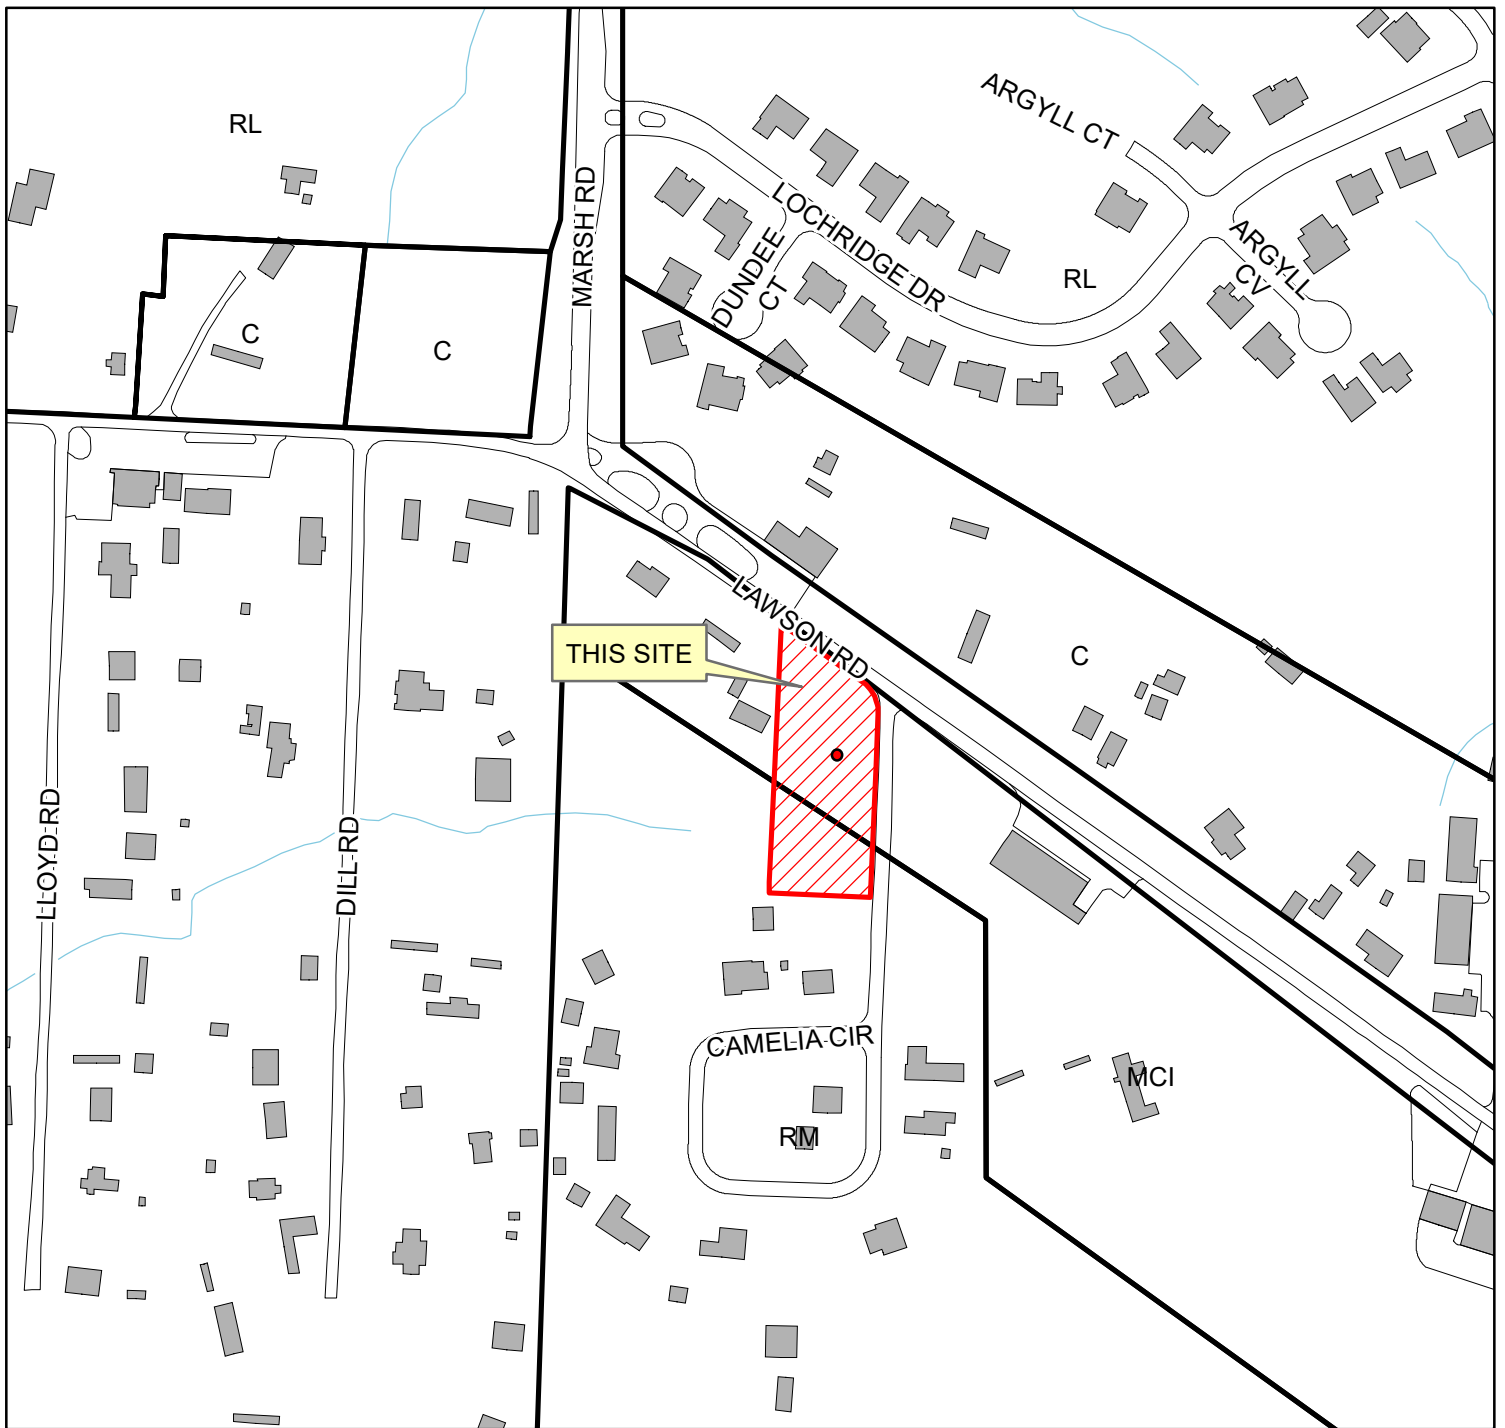 RL
ARGYLL CT
MARSH RD
LOCHRIDGE DR
DUNDEE
CT
ARGYLL
CV
RL
C
C
LAWSON RD
THIS SITE
C
LLOYD RD
DILL RD
CAMELIA CIR
MCI
RM